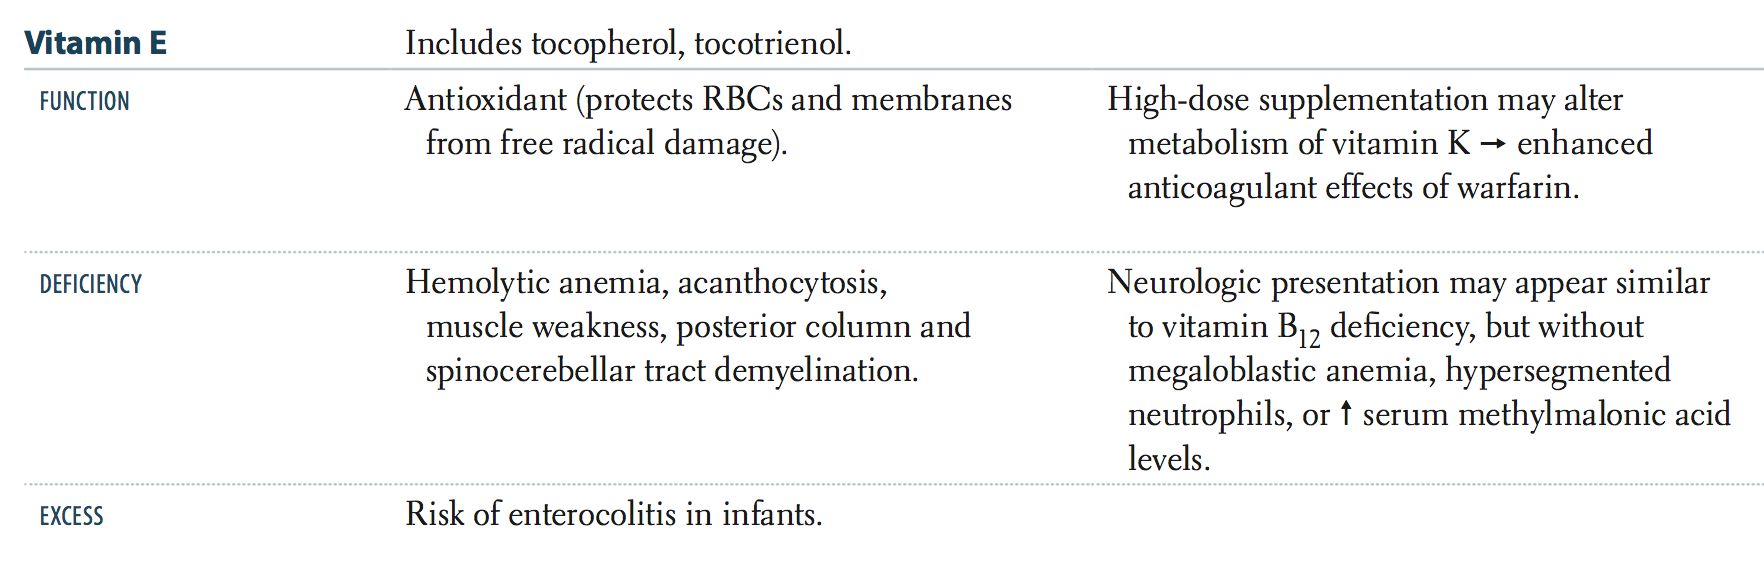 Vitamin E
Includes tocopherol, tocotrienol.
FUNCTION
Antioxidant (protects RBCs and membranes
from free radical damage).
High-dose supplementation may alter
metabolism of vitamin K → enhanced
anticoagulant effects of warfarin.
DEFICIENCY
Hemolytic anemia, acanthocytosis,
muscle weakness, posterior column and
spinocerebellar tract demyelination.
Neurologic presentation may appear similar
to vitamin B₁₂ deficiency, but without
megaloblastic anemia, hypersegmented
neutrophils, or ↑ serum methylmalonic acid
levels.
EXCESS
Risk of enterocolitis in infants.